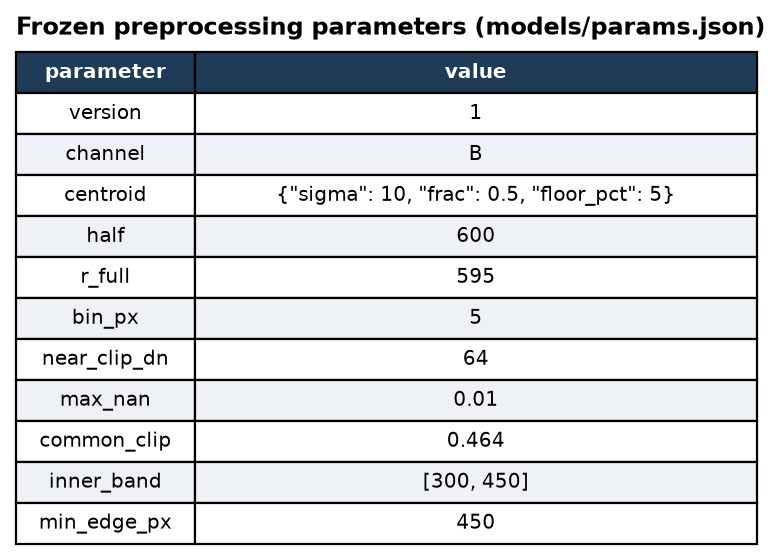 Frozen preprocessing parameters (models/params.json)
parameter value
version 1
channel B
centroid {"sigma": 10, "frac": 0.5, "floor_pct": 5}
half 600
r_full 595
bin_px 5
near_clip_dn 64
max_nan 0.01
common_clip 0.464
inner_band [300, 450]
min_edge_px 450